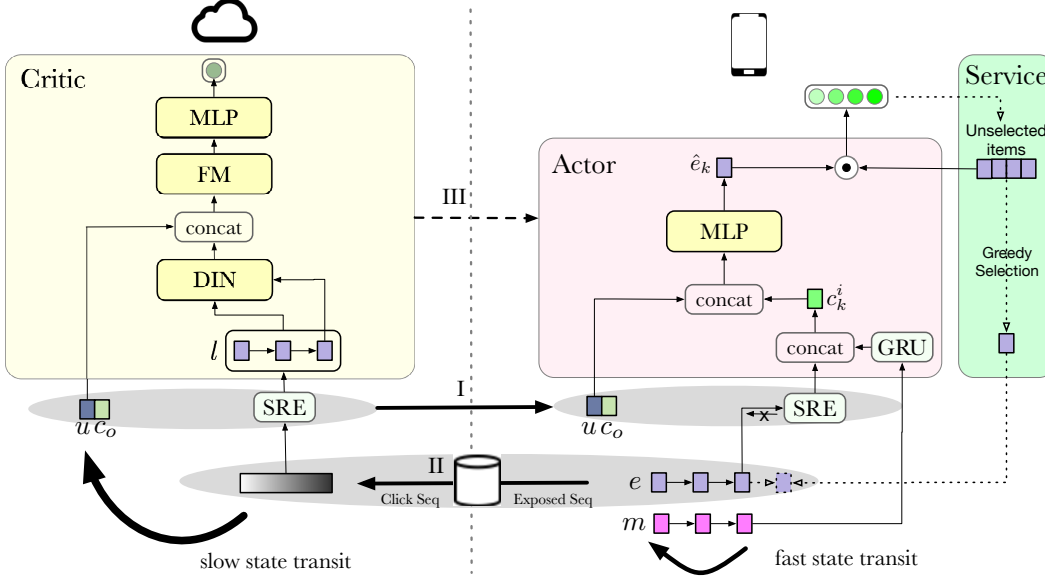 Critic
MLP
FM
concat
DIN
l
SRE
u c_o
slow state transit
I
II
III
Click Seq
Exposed Seq
Actor
ê_k
MLP
concat
c_k^i
concat
GRU
SRE
x
u c_o
e
m
fast state transit
Service
Unselected
items
Greedy
Selection